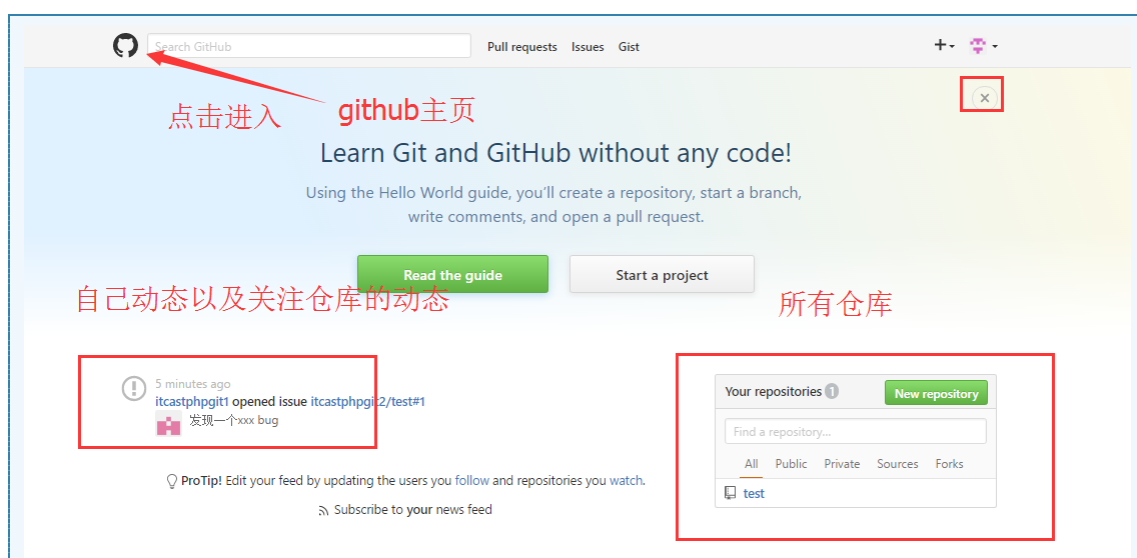 Search GitHub
Pull requests Issues Gist
点击进入
github主页
Learn Git and GitHub without any code!
Using the Hello World guide, you'll create a repository, start a branch,
write comments, and open a pull request.
Read the guide
Start a project
自己动态以及关注仓库的动态
所有仓库
5 minutes ago
itcastphpgit1 opened issue itcastphpgit2/test#1
发现一个xxx bug
ProTip! Edit your feed by updating the users you follow and repositories you watch.
Subscribe to your news feed
Your repositories 1
New repository
Find a repository...
All Public Private Sources Forks
test